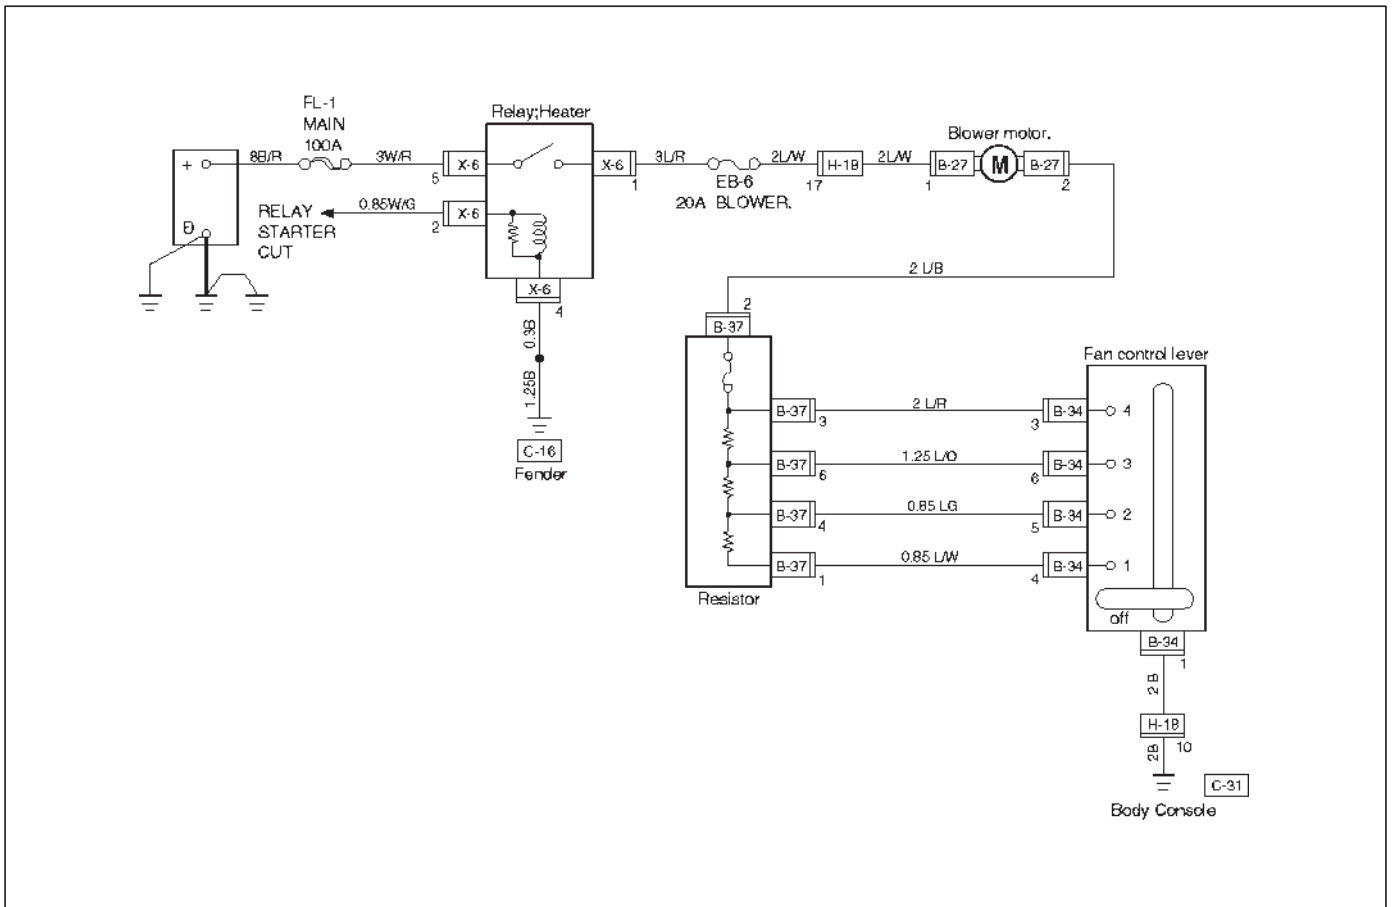 FL-1
MAIN
100A
Relay;Heater
Blower motor.
+
8B/R
3W/R
X-6
5
X-6
1
3L/R
EB-6
20A BLOWER.
2L/W
H-18
17
2L/W
B-27
1
M
B-27
2
RELAY
STARTER
CUT
0.85W/G
X-6
2
X-6
4
0.3B
1.25B
C-16
Fender
2 L/B
2
B-37
Fan control lever
B-37
3
2 L/R
B-34
3
4
B-37
6
1.25 L/O
B-34
6
3
B-37
4
0.85 LG
B-34
5
2
B-37
1
0.85 L/W
B-34
4
1
Resistor
off
B-34
1
2 B
H-18
10
2B
C-31
Body Console